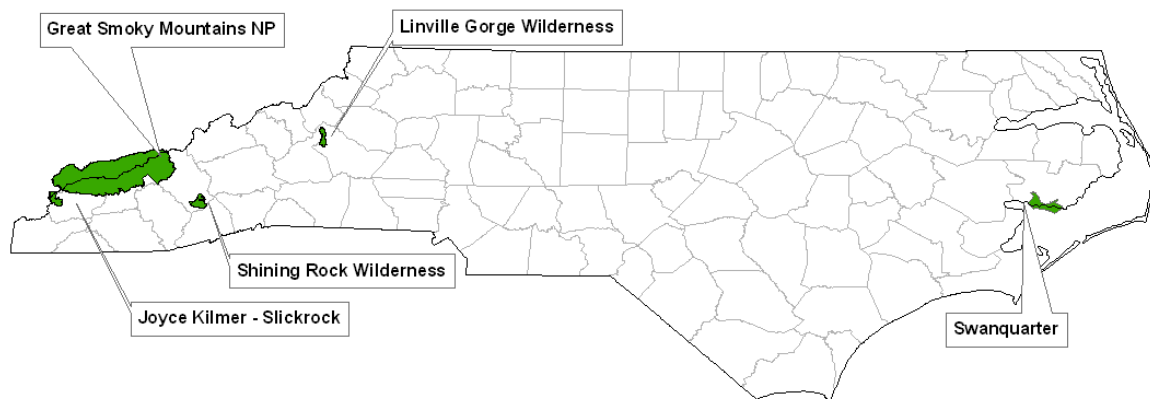 Great Smoky Mountains NP
Linville Gorge Wilderness
Shining Rock Wilderness
Joyce Kilmer - Slickrock
Swanquarter